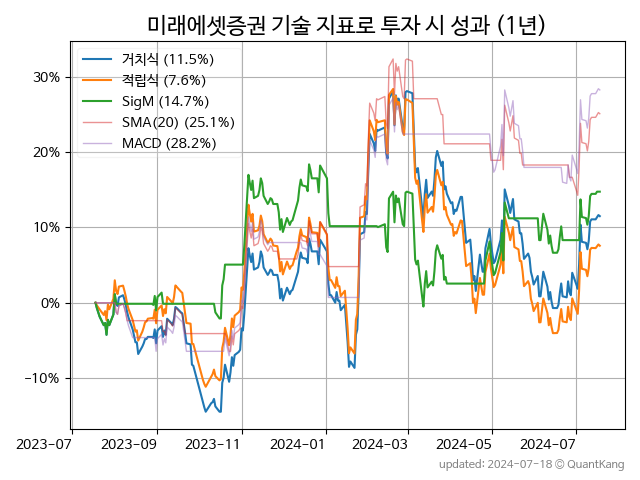 미래에셋증권 기술 지표로 투자 시 성과 (1년)
거치식 (11.5%)
적립식 (7.6%)
SigM (14.7%)
SMA(20) (25.1%)
MACD (28.2%)
30%
20%
10%
0%
−10%
2023-07 2023-09 2023-11 2024-01 2024-03 2024-05 2024-07
updated: 2024-07-18 © QuantKang